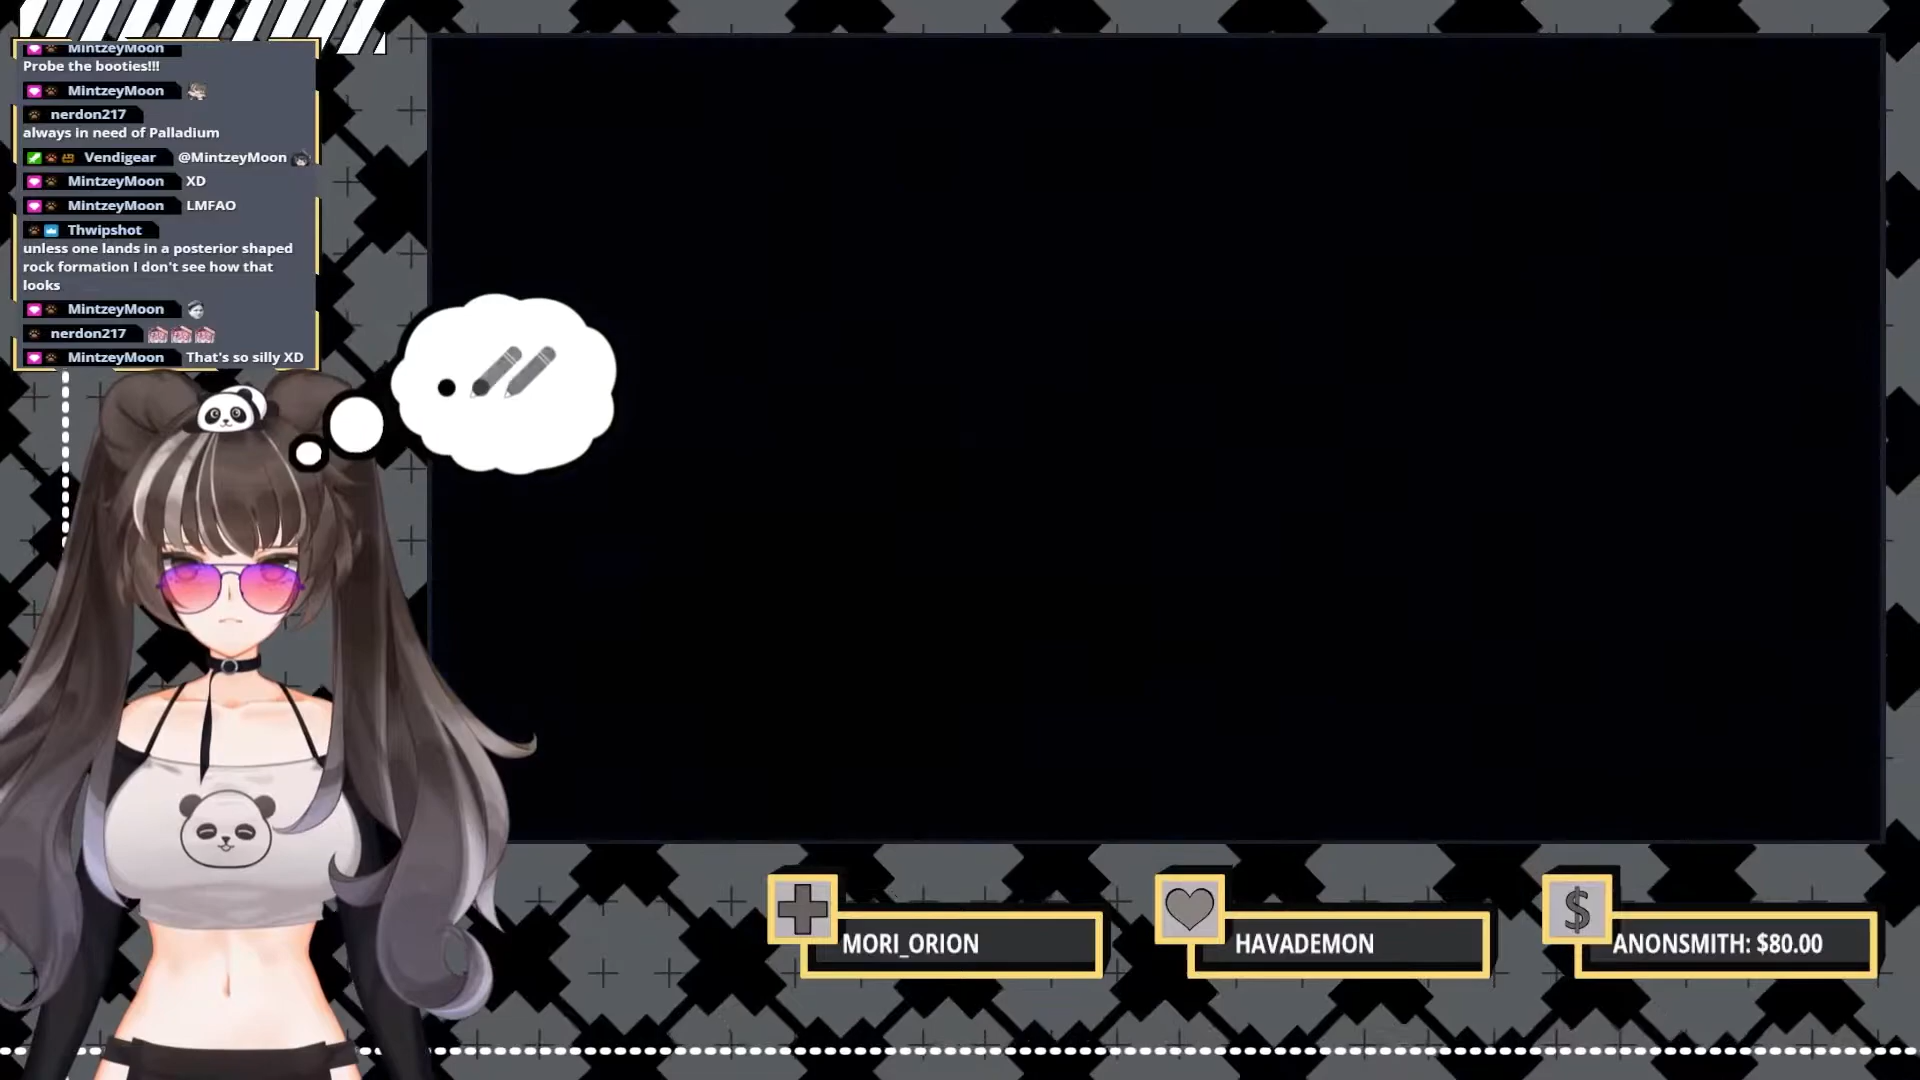 MintzeyMoon
Probe the booties!!!
MintzeyMoon
nerdon217
always in need of Palladium
Vendigear @MintzeyMoon
MintzeyMoon XD
MintzeyMoon LMFAO
Thwipshot
unless one lands in a posterior shaped
rock formation I don't see how that
looks
MintzeyMoon
nerdon217
MintzeyMoon That's so silly XD
MORI_ORION
HAVADEMON
$
ANONSMITH: $80.00